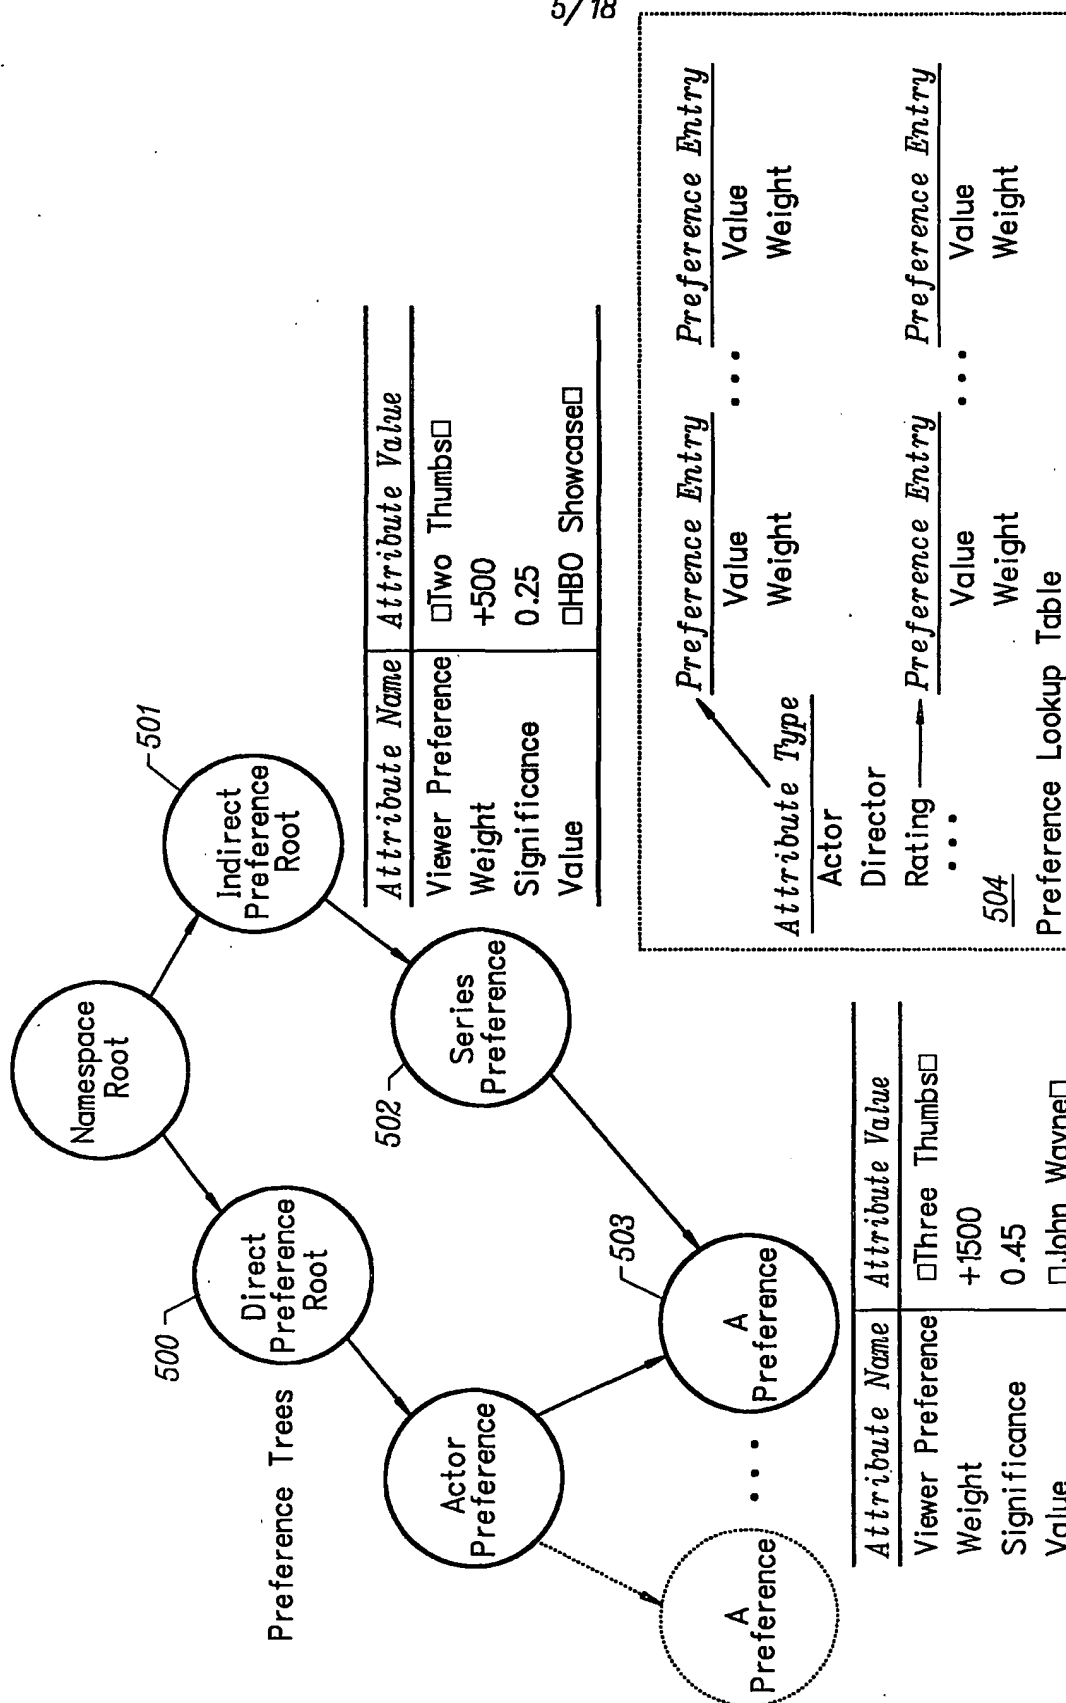 5/18
Preference Trees
Namespace
Root
500
Direct
Preference
Root
501
Indirect
Preference
Root
Actor
Preference
502
Series
Preference
A
Preference
• • •
503
A
Preference
Attribute Name Attribute Value
Viewer Preference □Two Thumbs□
Weight +500
Significance 0.25
Value □HBO Showcase□
Attribute Name Attribute Value
Viewer Preference □Three Thumbs□
Weight +1500
Significance 0.45
Value □John Wayne□
Preference Entry • • • Preference Entry
Value Value
Weight Weight
Attribute Type
Actor
Director
Rating Preference Entry • • • Preference Entry
• • • Value Value
Weight Weight
504
Preference Lookup Table